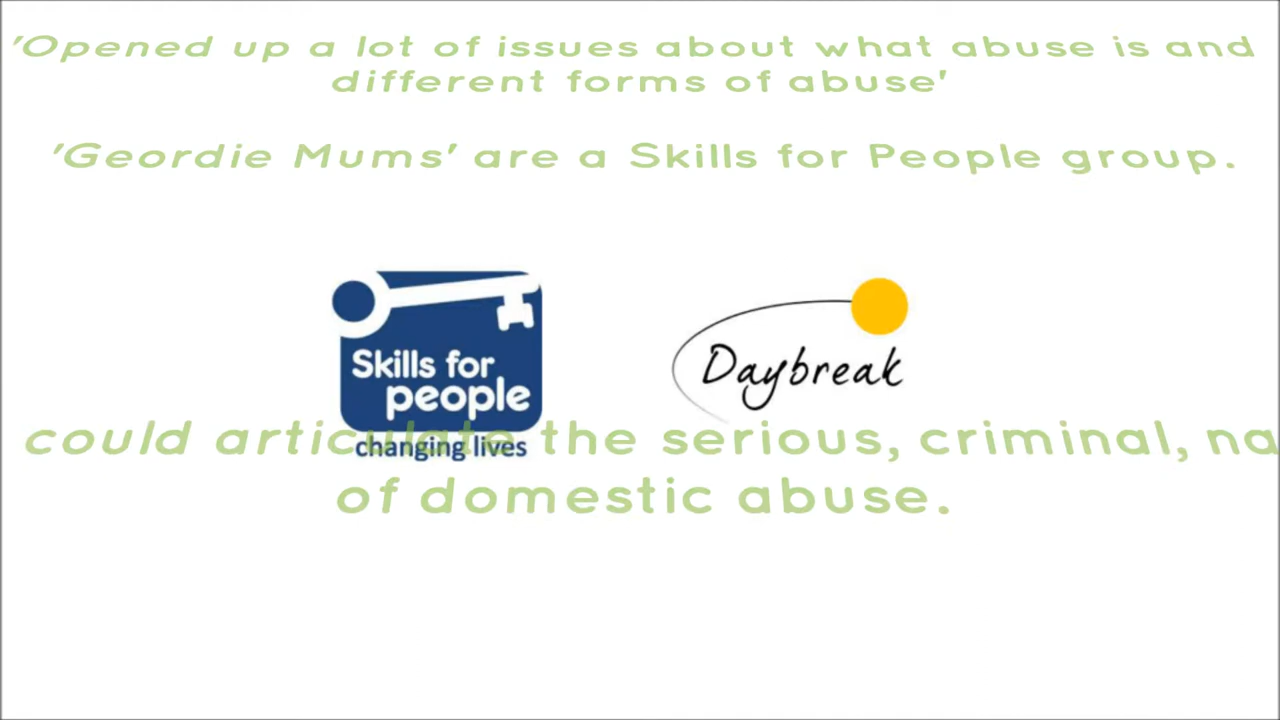 'Opened up a lot of issues about what abuse is and
different forms of abuse'
'Geordie Mums' are a Skills for People group.
Skills for
people
changing lives
Daybreak
could articulate the serious, criminal, na
of domestic abuse.